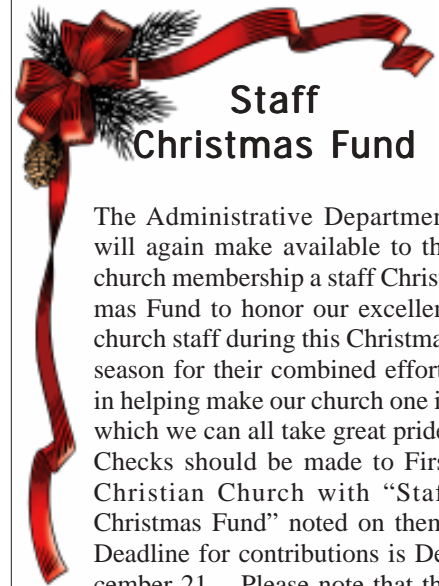 Staff
Christmas Fund
The Administrative Departmen
will again make available to th
church membership a staff Christ
mas Fund to honor our excellen
church staff during this Christma
season for their combined effort
in helping make our church one i
which we can all take great pride
Checks should be made to Firs
Christian Church with “Staf
Christmas Fund” noted on then
Deadline for contributions is De
cember 21. Please note that th